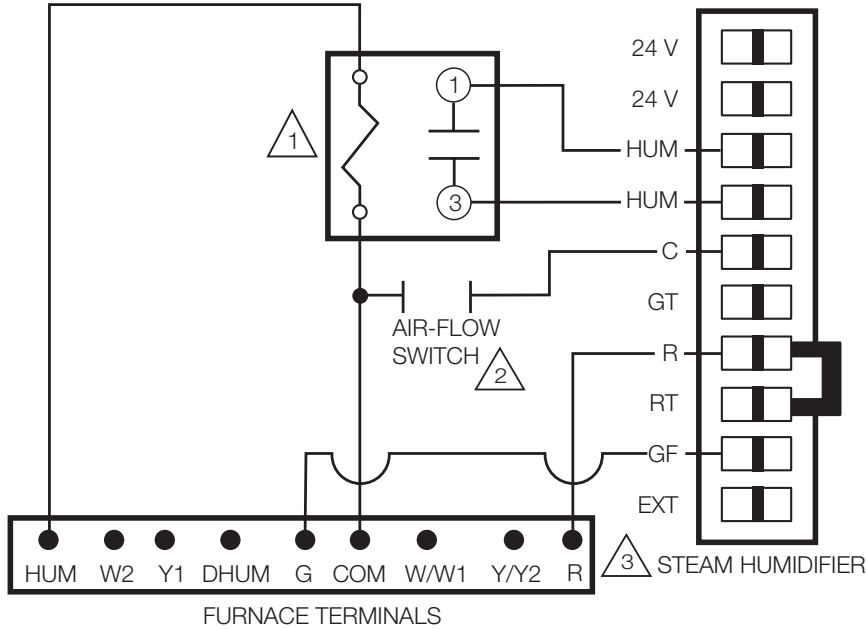 24 V
1
24 V
1
HUM
3
HUM
C
GT
AIR-FLOW
SWITCH
2
R
RT
GF
EXT
HUM W2 Y1 DHUM G COM W/W1 Y/Y2 R
3
STEAM HUMIDIFIER
FURNACE TERMINALS